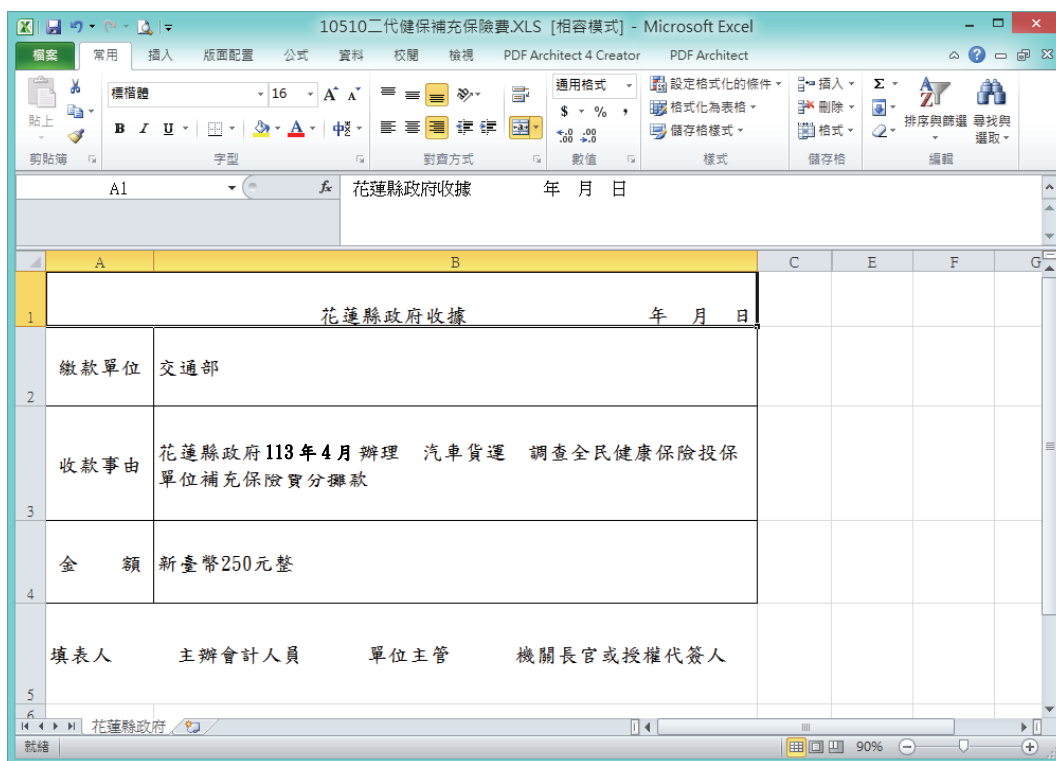 10510二代健保補充保險費.XLS [相容模式] - Microsoft Excel
檔案 常用 插入 版面配置 公式 資料 校閱 檢視 PDF Architect 4 Creator PDF Architect
貼上
剪貼簿
標楷體 16
B I U
字型
對齊方式
通用格式
$ % ,
數值
設定格式化的條件
格式化為表格
儲存格樣式
樣式
插入
刪除
格式
儲存格
Σ
排序與篩選
尋找與
選取
編輯
A1 fx 花蓮縣政府收據 年 月 日
A B C E F G
1 花蓮縣政府收據 年 月 日
2 繳款單位 交通部
3 收款事由 花蓮縣政府113年4月辦理 汽車貨運 調查全民健康保險投保
單位補充保險費分攤款
4 金 額 新臺幣250元整
5 填表人 主辦會計人員 單位主管 機關長官或授權代簽人
6
花蓮縣政府
就緒 90%